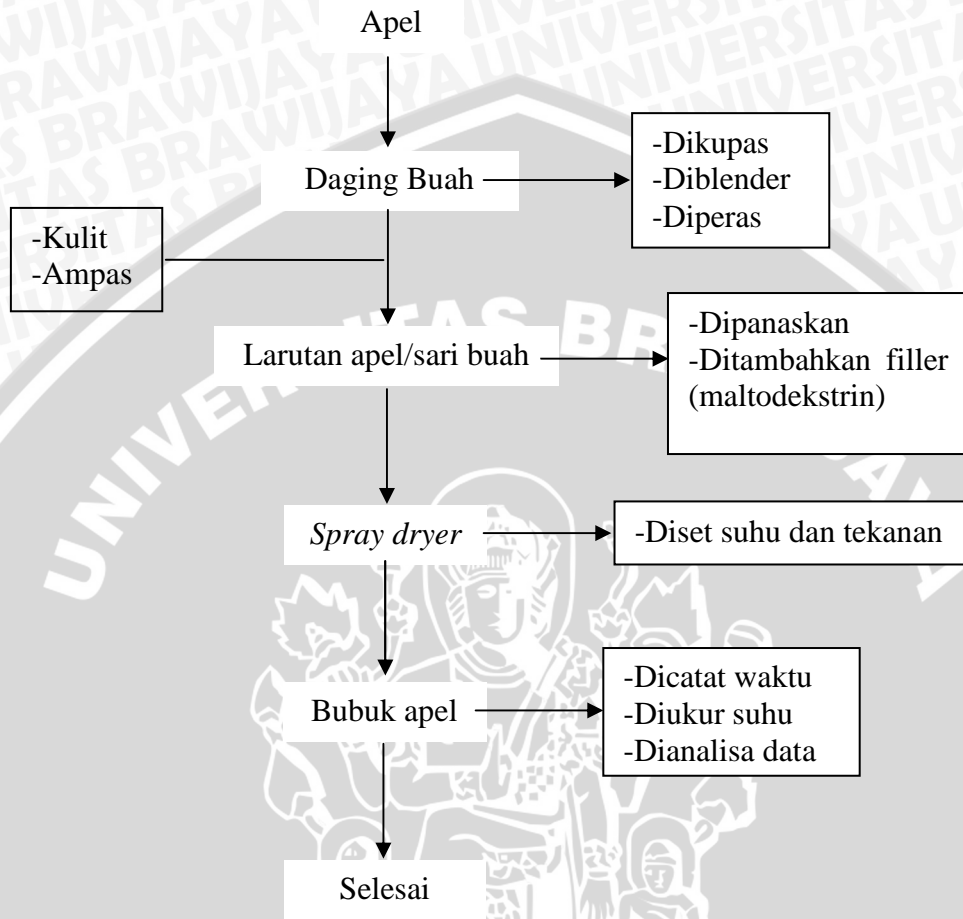 Apel
Daging Buah
-Dikupas
-Diblender
-Diperas
-Kulit
-Ampas
Larutan apel/sari buah
-Dipanaskan
-Ditambahkan filler
(maltodekstrin)
Spray dryer
-Diset suhu dan tekanan
Bubuk apel
-Dicatat waktu
-Diukur suhu
-Dianalisa data
Selesai